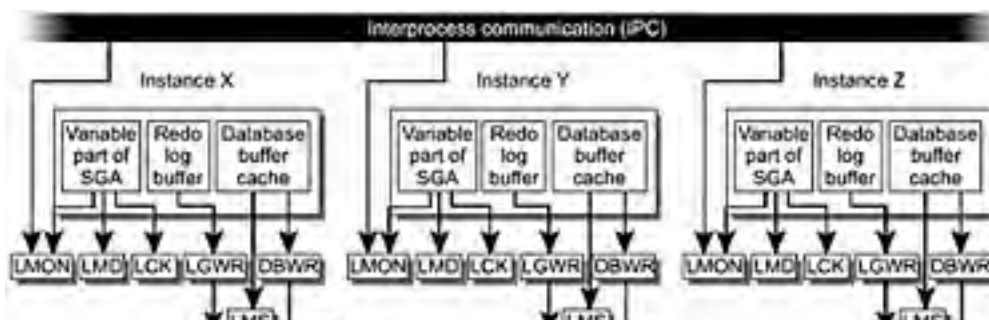 Interprocess communication (IPC)
Instance X
Instance Y
Instance Z
Variable
part of
SGA
Redo
log
buffer
Database
buffer
cache
Variable
part of
SGA
Redo
log
buffer
Database
buffer
cache
Variable
part of
SGA
Redo
log
buffer
Database
buffer
cache
LMON LMD LCK LGWR DBWR
LMON LMD LCK LGWR DBWR
LMON LMD LCK LGWR DBWR